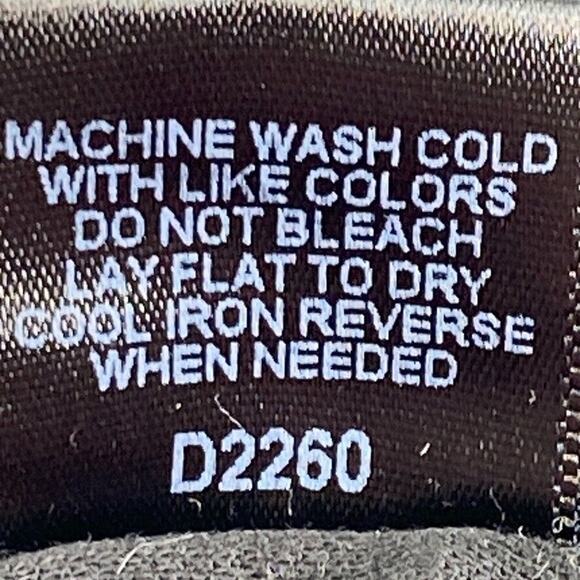 MACHINE WASH COLD
WITH LIKE COLORS
DO NOT BLEACH
LAY FLAT TO DRY
COOL IRON REVERSE
WHEN NEEDED
D2260